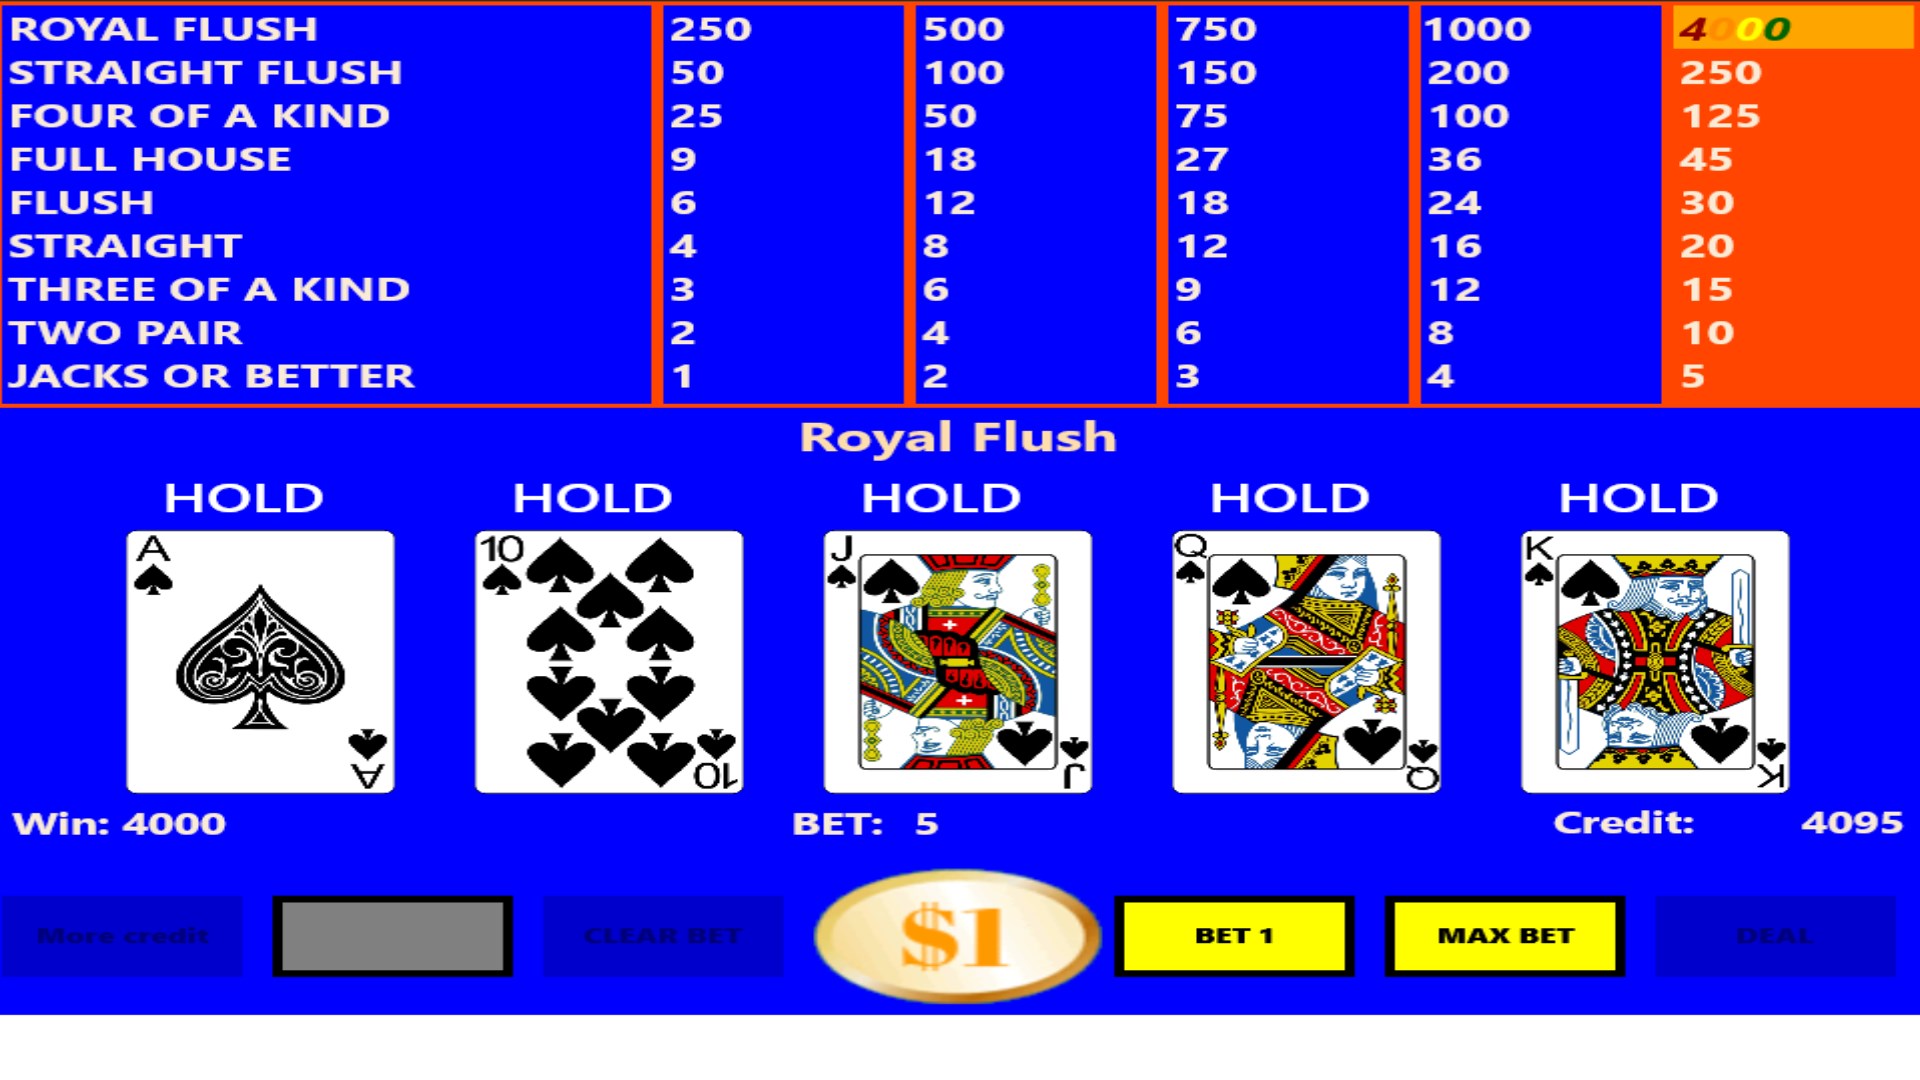 ROYAL FLUSH 250 500 750 1000 4000
STRAIGHT FLUSH 50 100 150 200 250
FOUR OF A KIND 25 50 75 100 125
FULL HOUSE 9 18 27 36 45
FLUSH 6 12 18 24 30
STRAIGHT 4 8 12 16 20
THREE OF A KIND 3 6 9 12 15
TWO PAIR 2 4 6 8 10
JACKS OR BETTER 1 2 3 4 5
Royal Flush
HOLD HOLD HOLD HOLD HOLD
A 10 J Q K
A 10 J Q K
Win: 4000 BET: 5 Credit: 4095
More credit CLEAR BET $1 BET 1 MAX BET DEAL